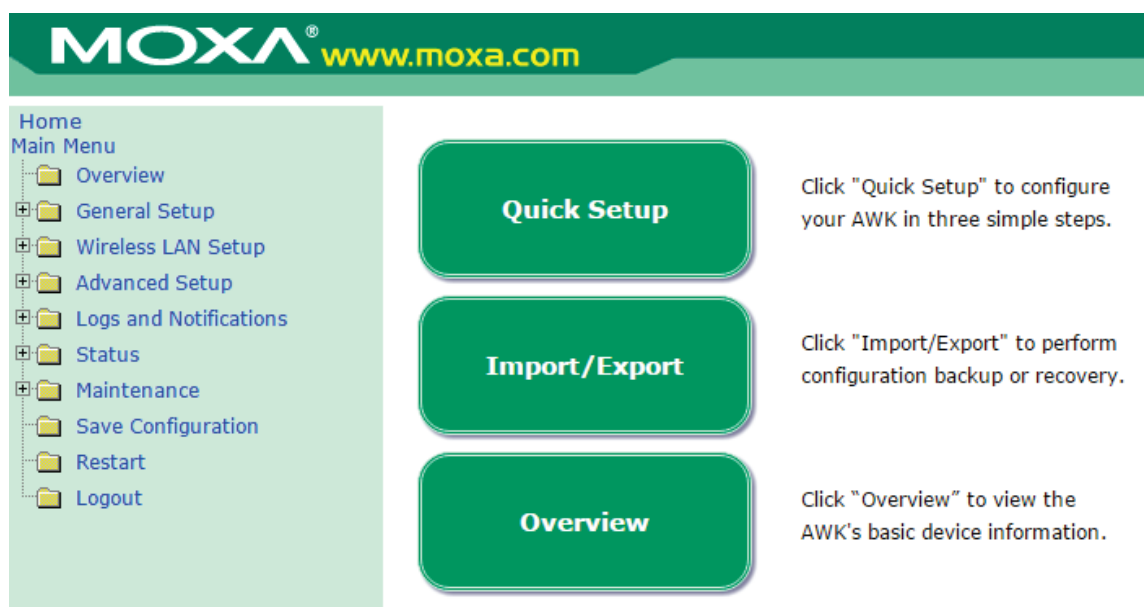 MOXA® www.moxa.com
Home
Main Menu
Overview
General Setup
Wireless LAN Setup
Advanced Setup
Logs and Notifications
Status
Maintenance
Save Configuration
Restart
Logout
Quick Setup
Click "Quick Setup" to configure
your AWK in three simple steps.
Import/Export
Click "Import/Export" to perform
configuration backup or recovery.
Overview
Click “Overview” to view the
AWK's basic device information.